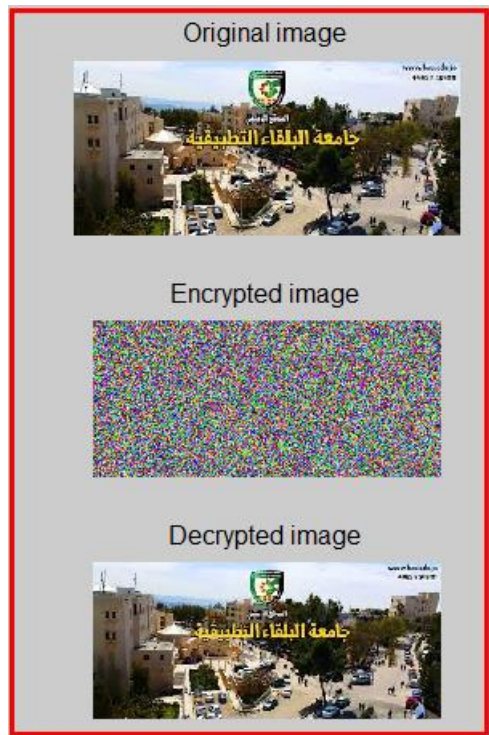 Original image
جامعة البلقاء التطبيقية
Encrypted image
Decrypted image
جامعة البلقاء التطبيقية